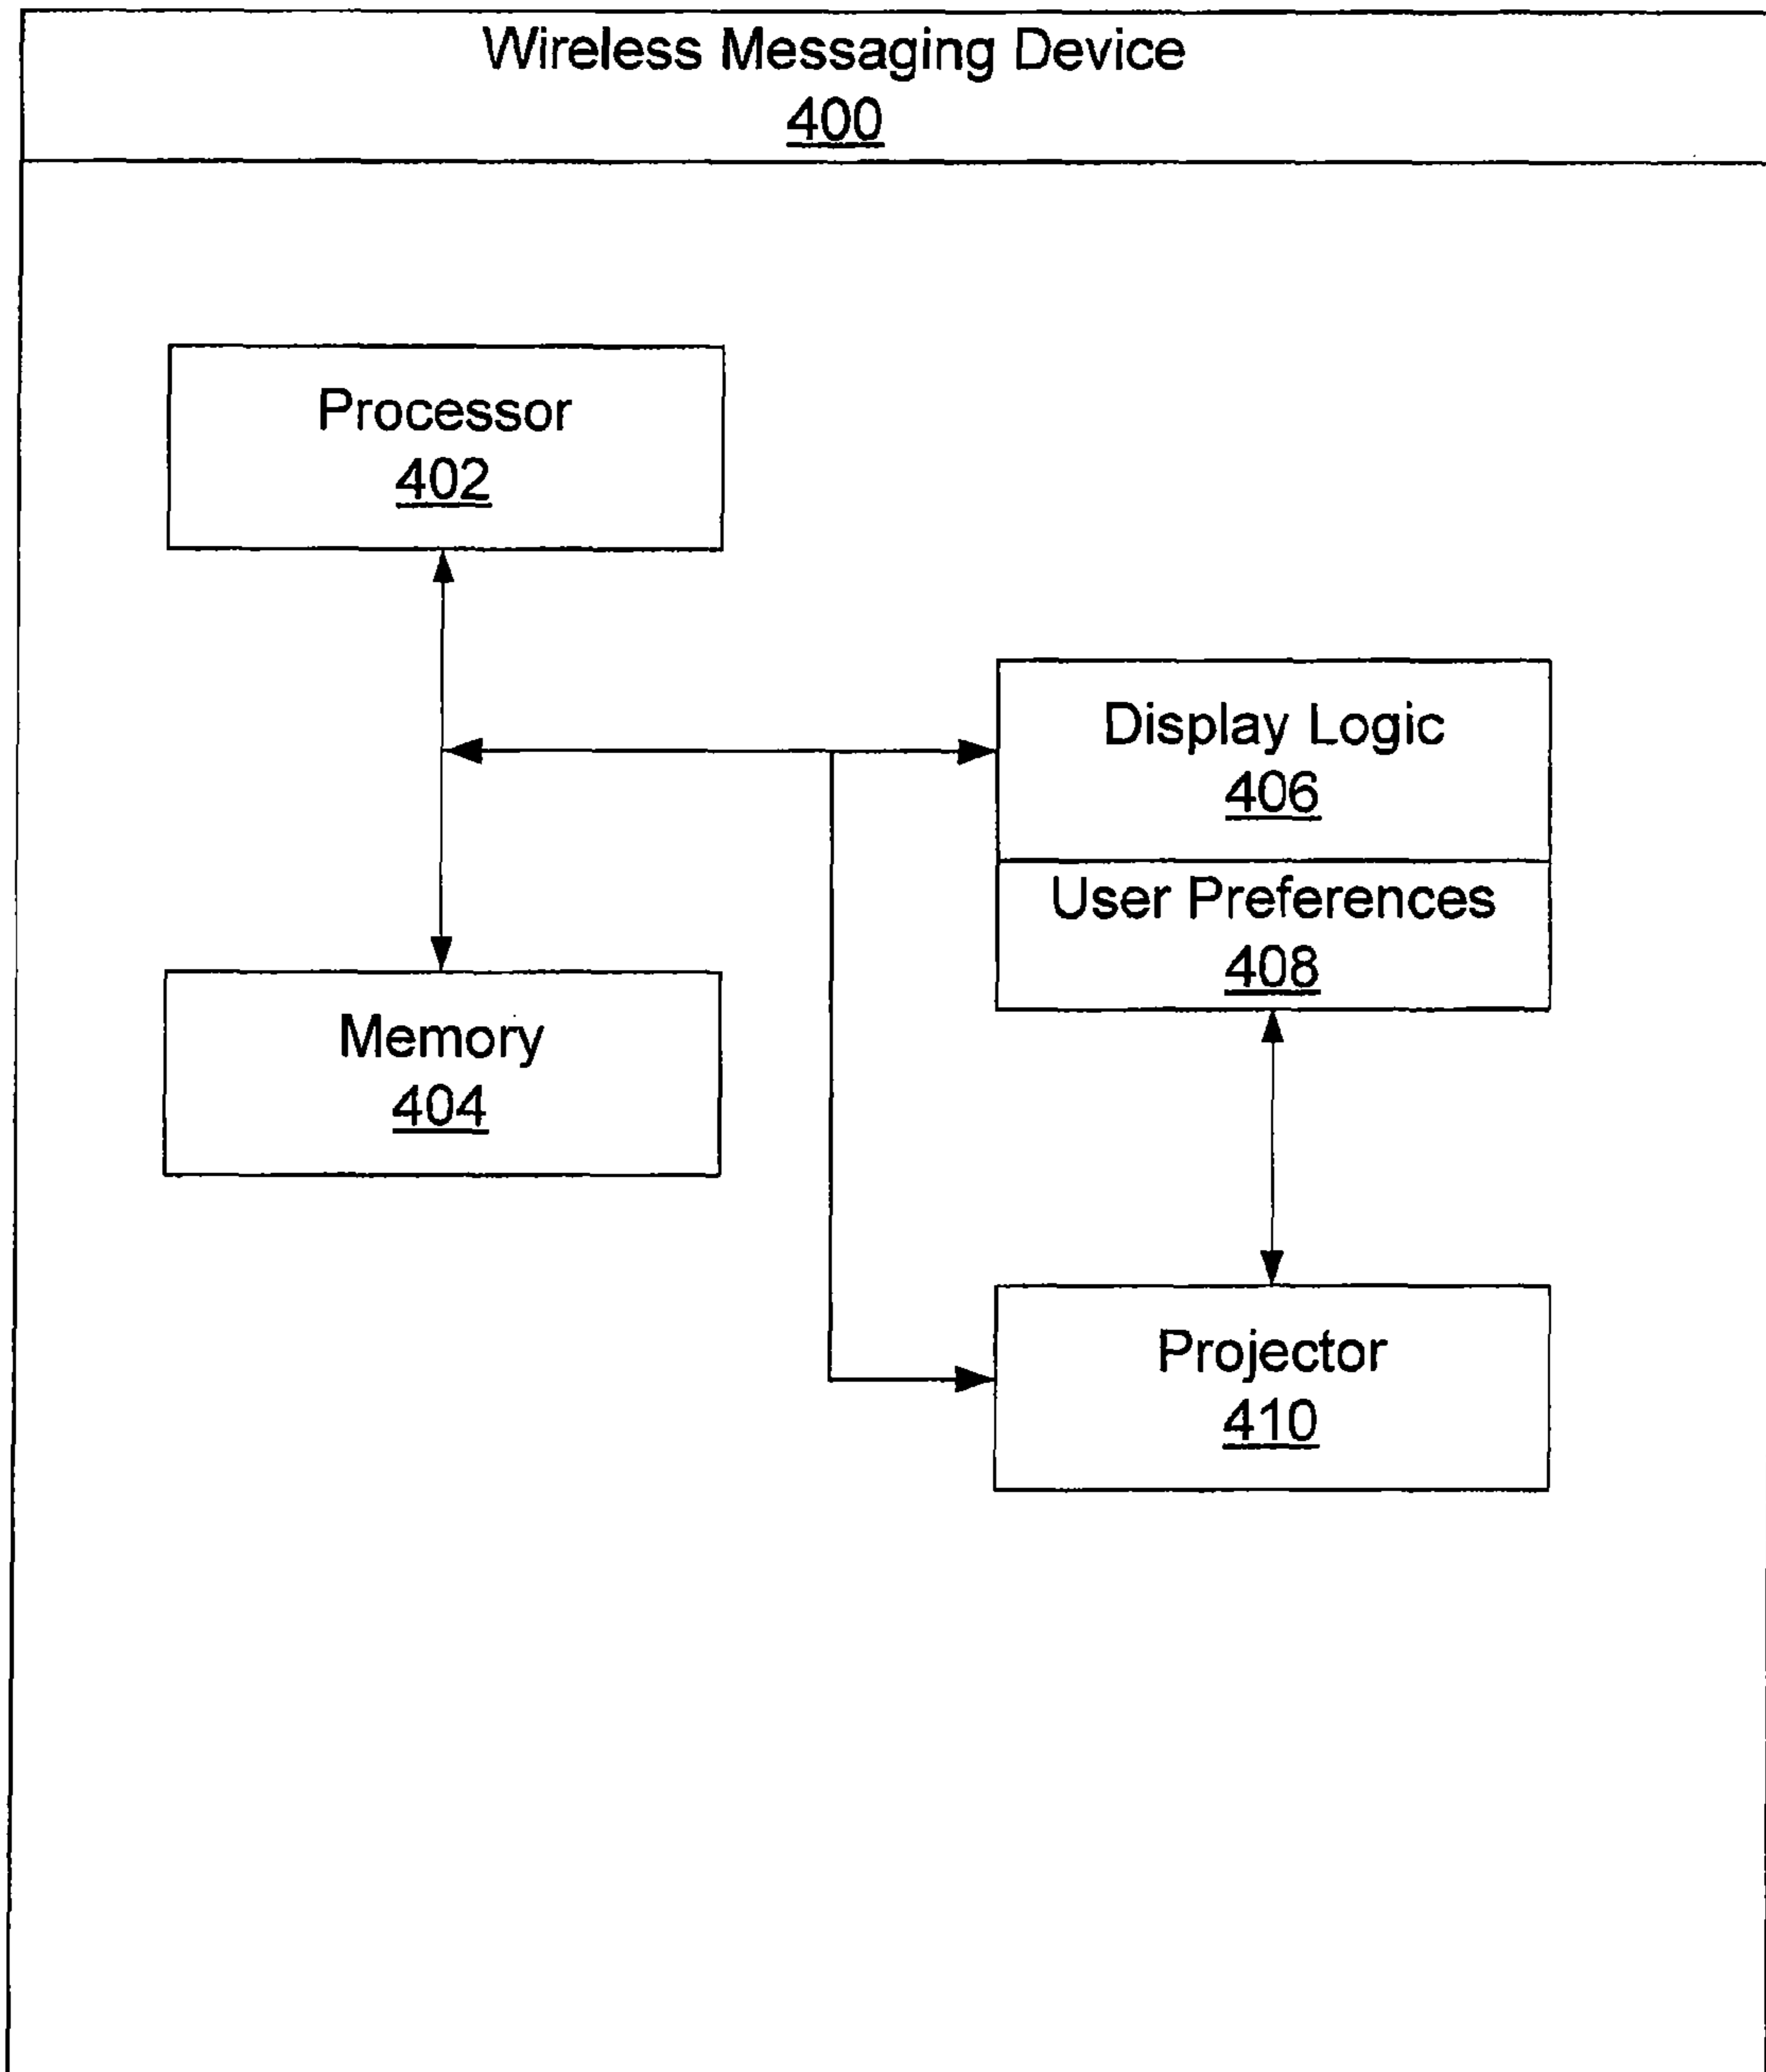 Wireless Messaging Device
400
Processor
402
Display Logic
406
User Preferences
408
Memory
404
Projector
410